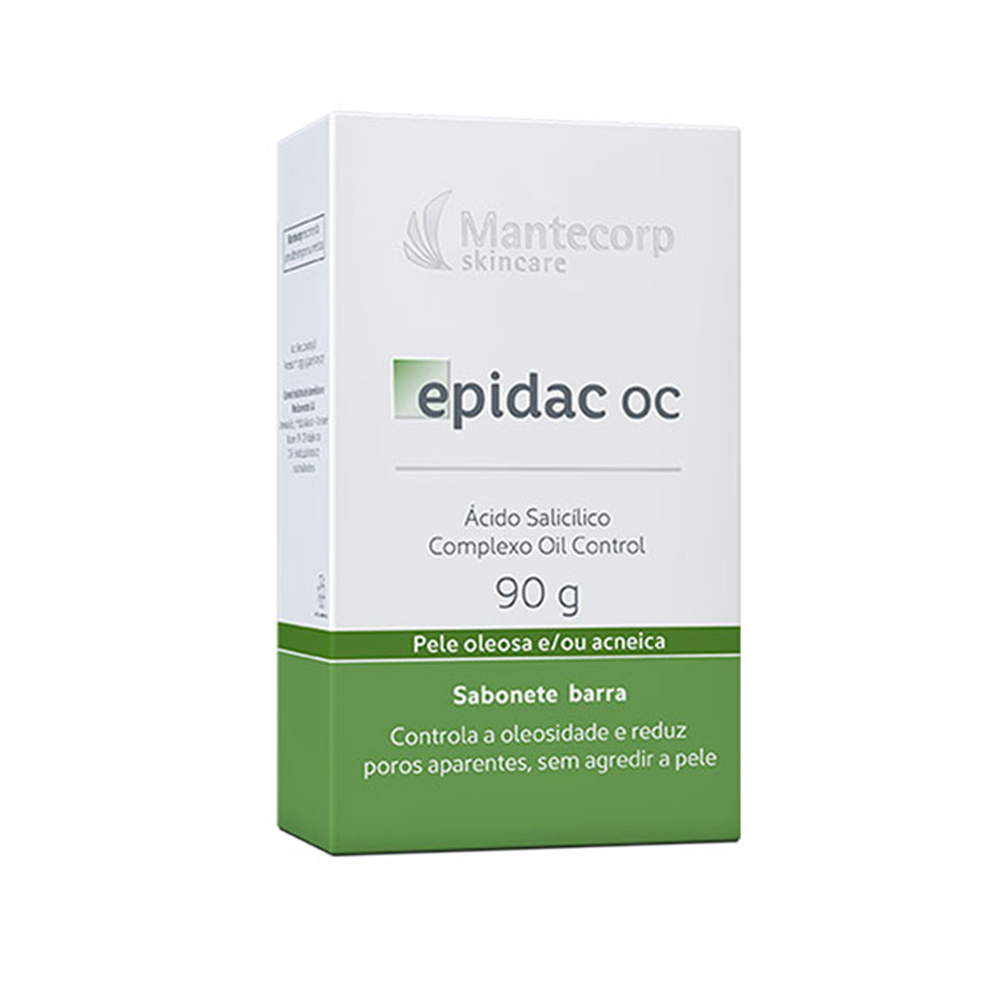 Mantecorp
skincare
epidac oc
Ácido Salicílico
Complexo Oil Control
90 g
Pele oleosa e/ou acneica
Sabonete barra
Controla a oleosidade e reduz
poros aparentes, sem agredir a pele